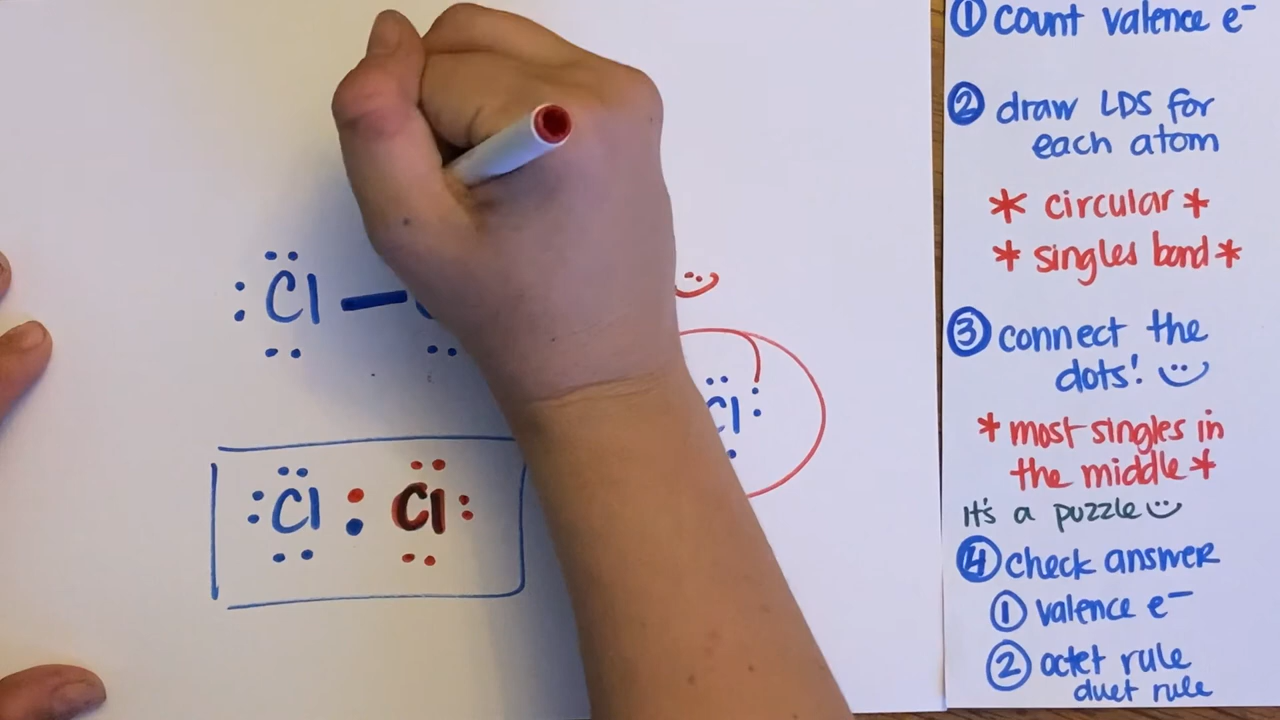 Cl
Cl
Cl : Cl
① count valence e⁻
② draw LDS for
each atom
* circular *
* singles bond *
③ connect the
dots!
* most singles in
the middle *
It's a puzzle
④ check answer
① valence e⁻
② octet rule
duet rule